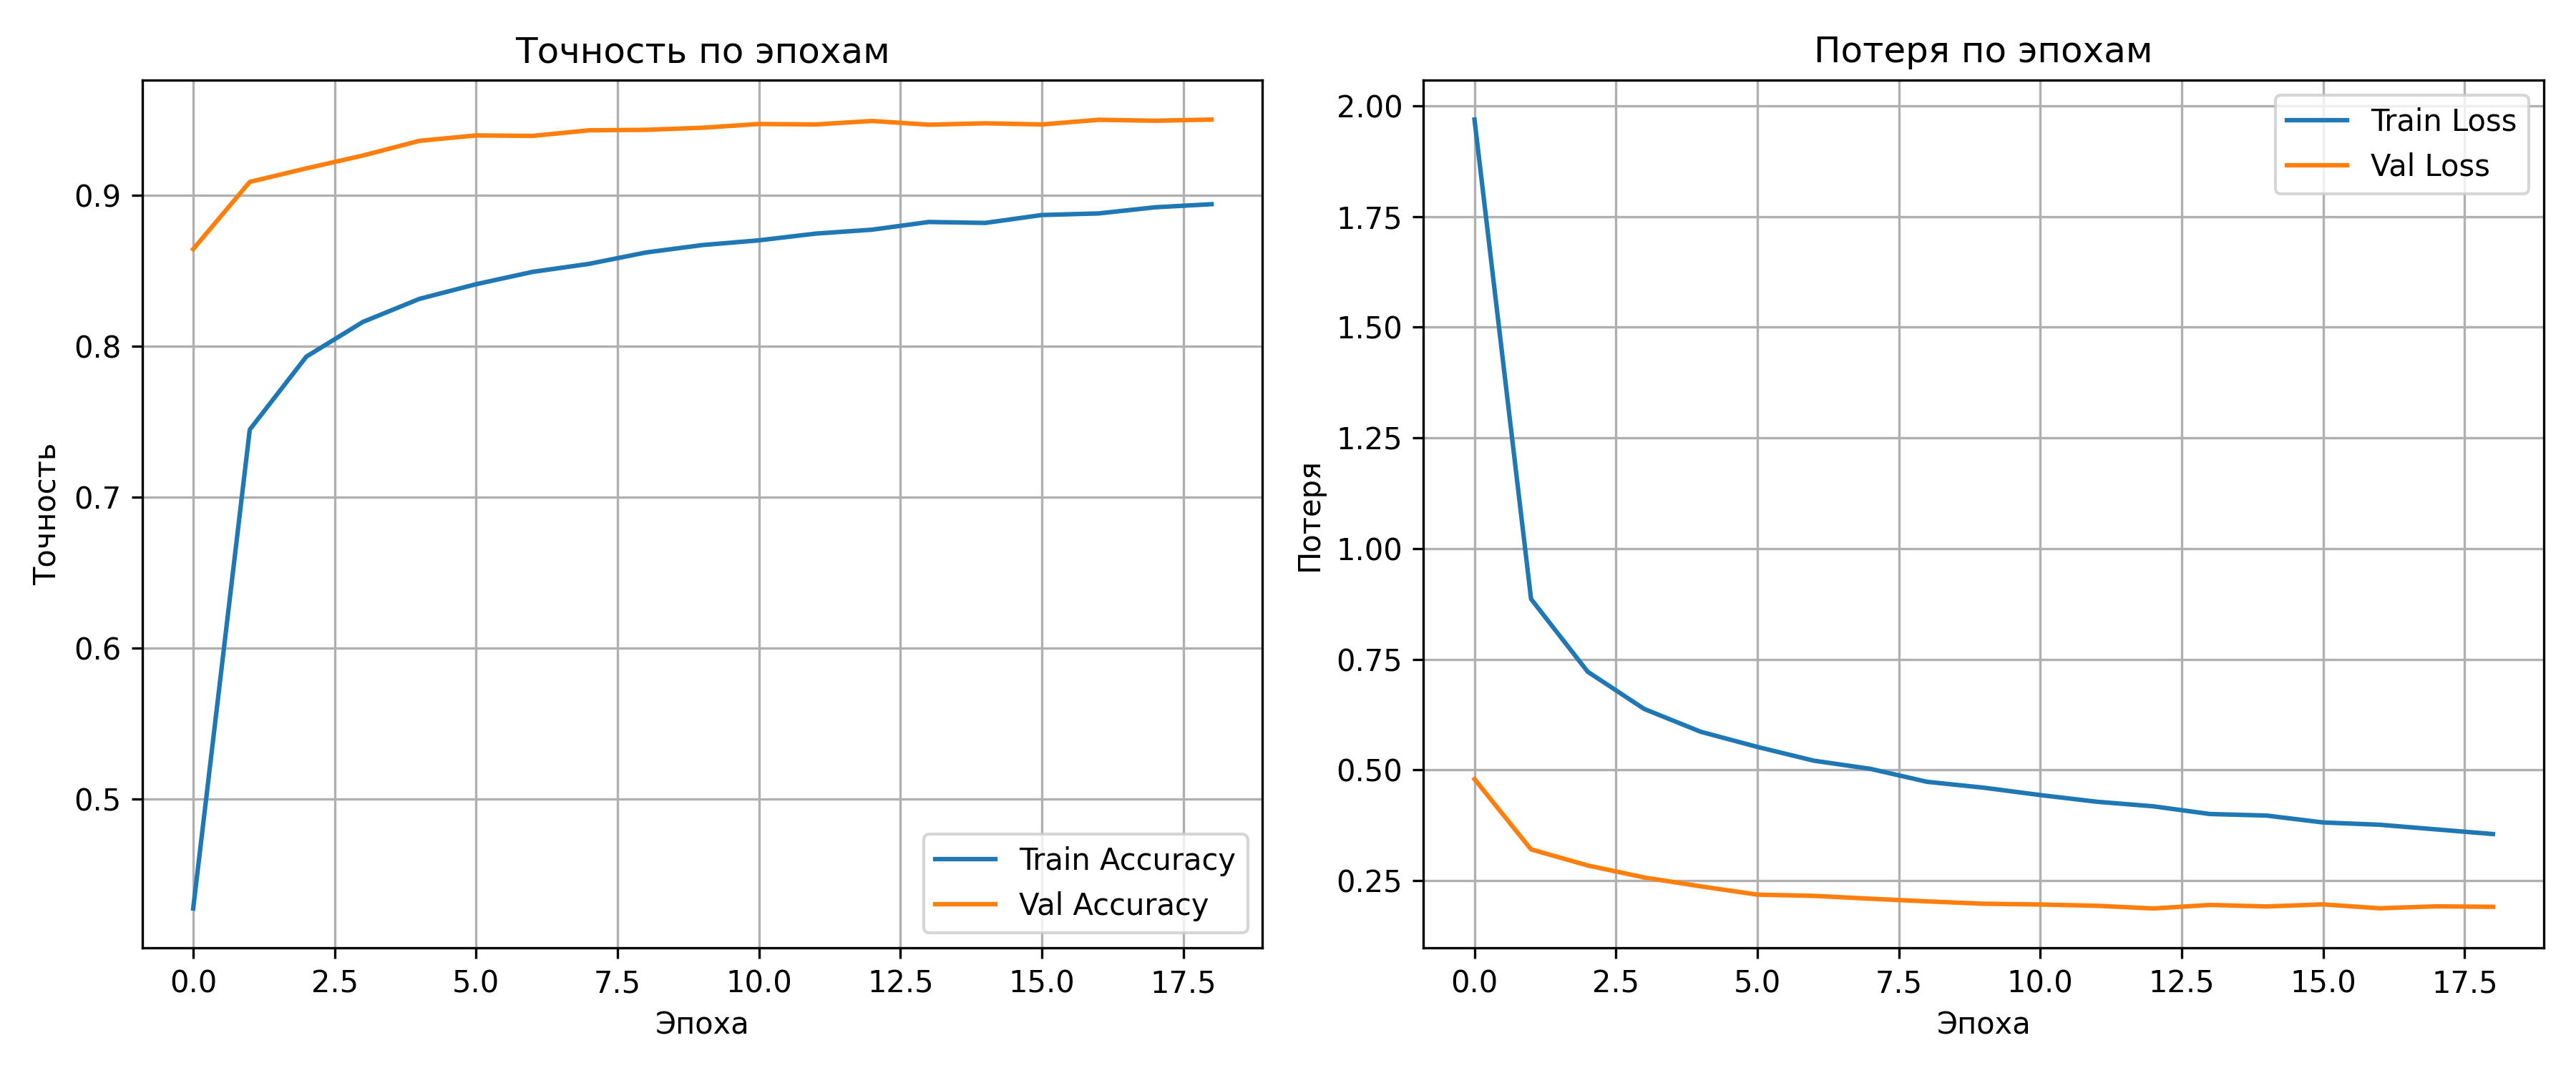 Точность по эпохам
Точность
0.9
0.8
0.7
0.6
0.5
0.0 2.5 5.0 7.5 10.0 12.5 15.0 17.5
Эпоха
Train Accuracy
Val Accuracy
Потеря по эпохам
Потеря
2.00
1.75
1.50
1.25
1.00
0.75
0.50
0.25
0.0 2.5 5.0 7.5 10.0 12.5 15.0 17.5
Эпоха
Train Loss
Val Loss